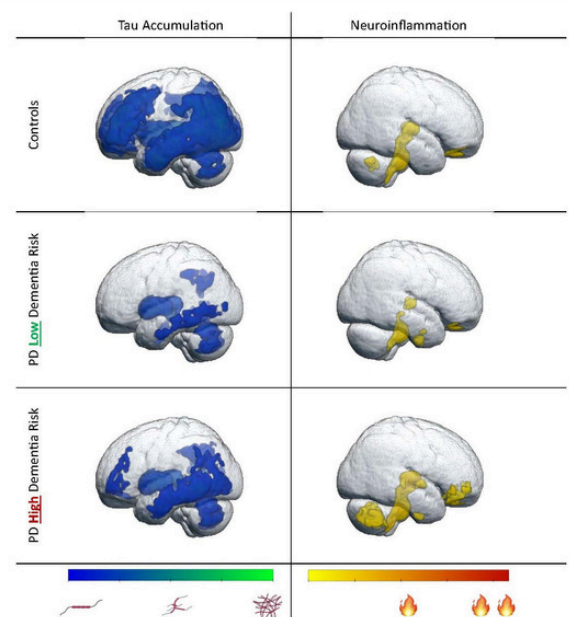 Tau Accumulation
Neuroinflammation
Controls
PD Low Dementia Risk
PD High Dementia Risk